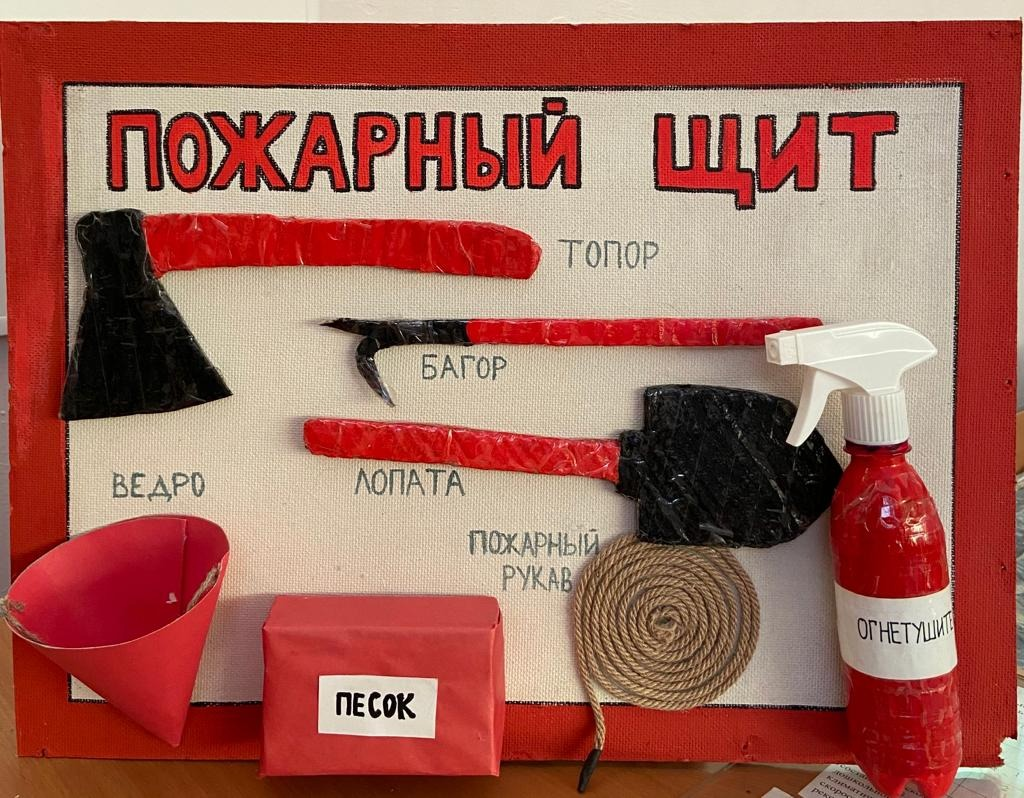 ПОЖАРНЫЙ ЩИТ
ТОПОР
БАГОР
ВЕДРО
ЛОПАТА
ПОЖАРНЫЙ
РУКАВ
ПЕСОК
ОГНЕТУШИТЕ